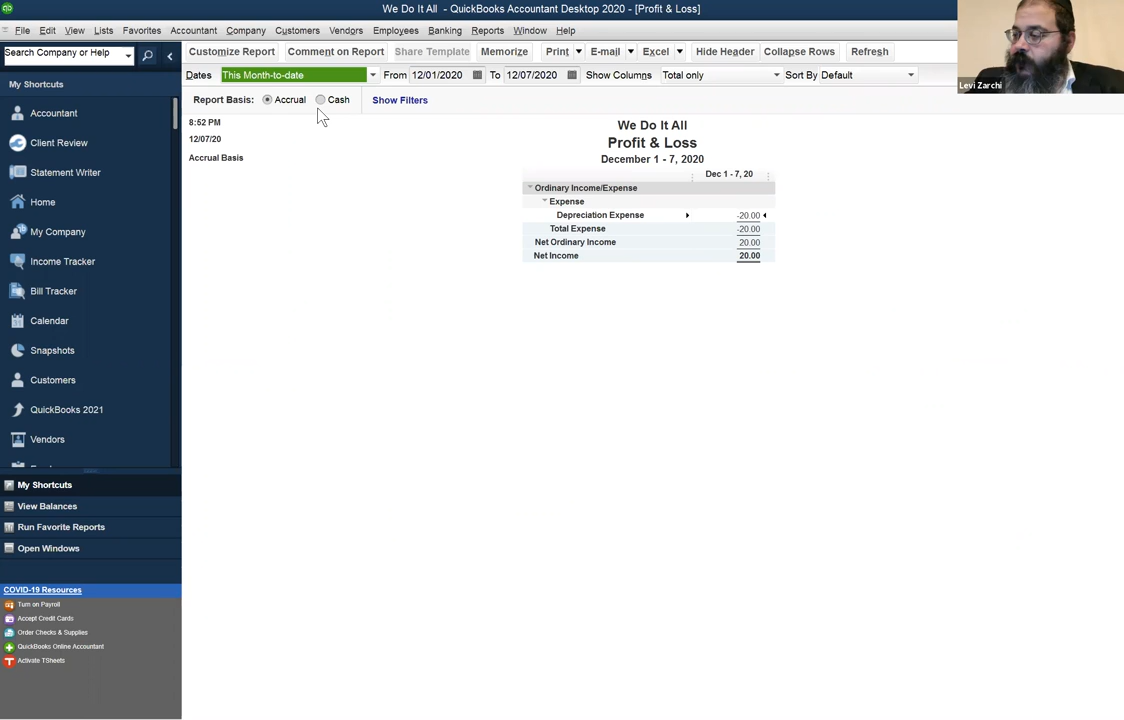 We Do It All - QuickBooks Accountant Desktop 2020 - [Profit & Loss]
File Edit View Lists Favorites Accountant Company Customers Vendors Employees Banking Reports Window Help
Search Company or Help
Customize Report Comment on Report Share Template Memorize Print E-mail Excel Hide Header Collapse Rows Refresh
Dates This Month-to-date From 12/01/2020 To 12/07/2020 Show Columns Total only Sort By Default
Report Basis: Accrual Cash Show Filters
Levi Zarchi
My Shortcuts
Accountant
Client Review
Statement Writer
Home
My Company
Income Tracker
Bill Tracker
Calendar
Snapshots
Customers
QuickBooks 2021
Vendors
My Shortcuts
View Balances
Run Favorite Reports
Open Windows
COVID-19 Resources
Turn on Payroll
Accept Credit Cards
Order Checks & Supplies
QuickBooks Online Accountant
Activate TSheets
8:52 PM
12/07/20
Accrual Basis
We Do It All
Profit & Loss
December 1 - 7, 2020
Dec 1 - 7, 20
Ordinary Income/Expense
Expense
Depreciation Expense -20.00
Total Expense -20.00
Net Ordinary Income 20.00
Net Income 20.00